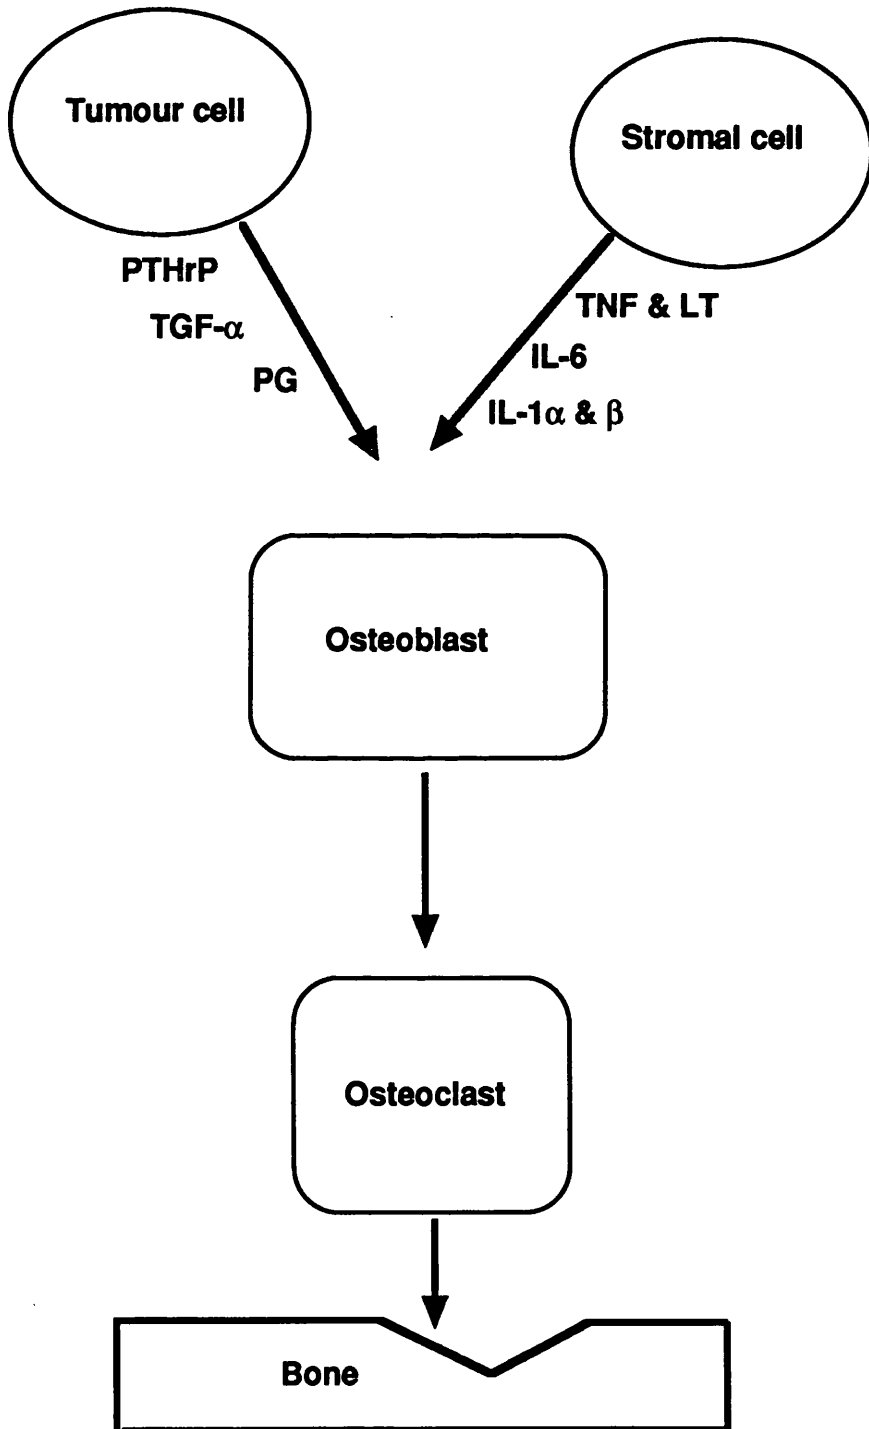 Tumour cell
Stromal cell
PTHrP
TGF-α
PG
TNF & LT
IL-6
IL-1α & β
Osteoblast
Osteoclast
Bone